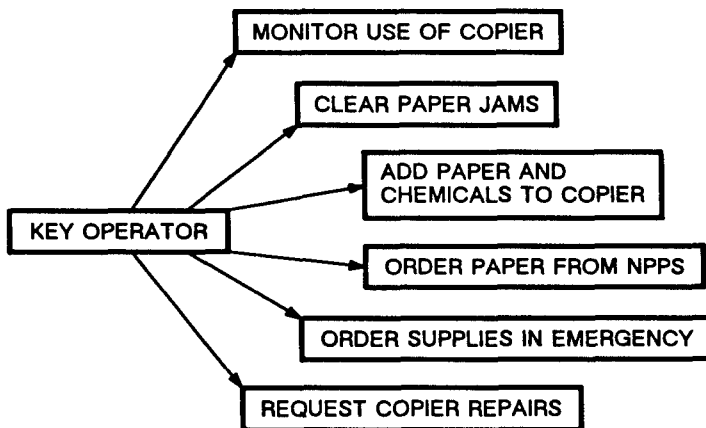 MONITOR USE OF COPIER
CLEAR PAPER JAMS
ADD PAPER AND
CHEMICALS TO COPIER
KEY OPERATOR
ORDER PAPER FROM NPPS
ORDER SUPPLIES IN EMERGENCY
REQUEST COPIER REPAIRS